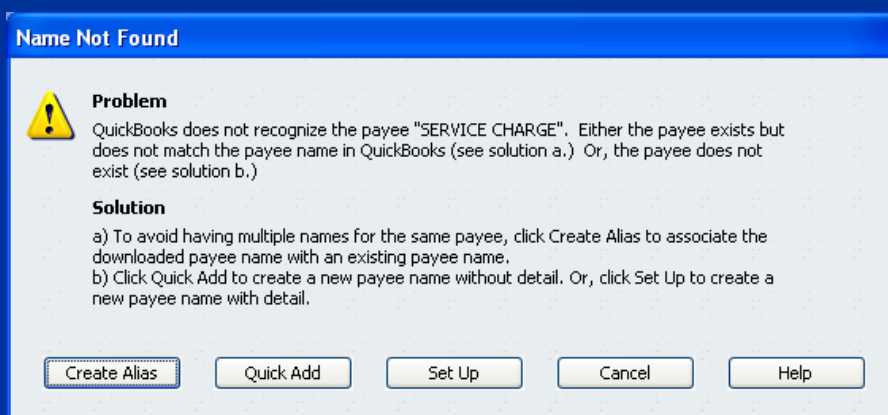 Name Not Found
Problem
QuickBooks does not recognize the payee "SERVICE CHARGE". Either the payee exists but
does not match the payee name in QuickBooks (see solution a.) Or, the payee does not
exist (see solution b.)
Solution
a) To avoid having multiple names for the same payee, click Create Alias to associate the
downloaded payee name with an existing payee name.
b) Click Quick Add to create a new payee name without detail. Or, click Set Up to create a
new payee name with detail.
Create Alias Quick Add Set Up Cancel Help